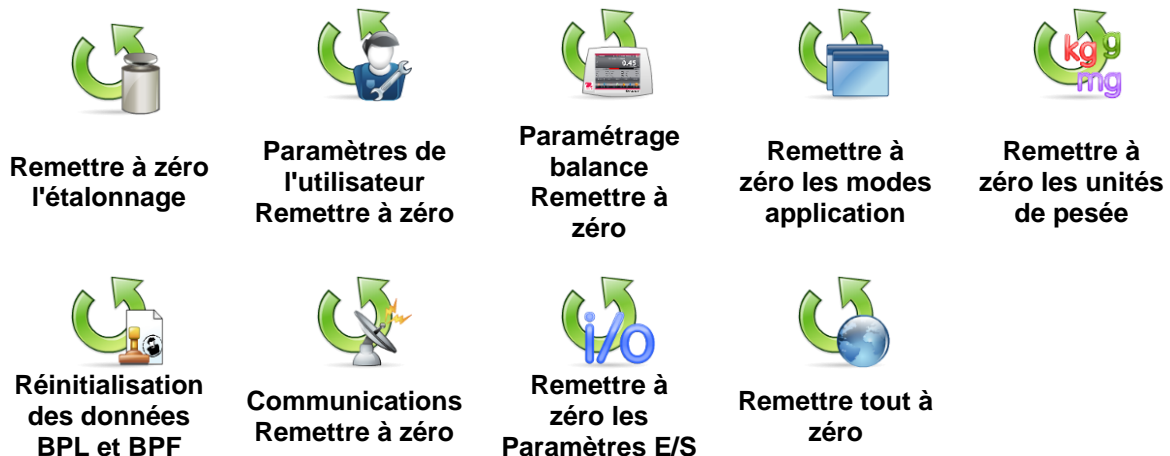 0.45
kg g
mg
Remettre à zéro
l'étalonnage
Paramètres de
l'utilisateur
Remettre à zéro
Paramétrage
balance
Remettre à
zéro
Remettre à
zéro les modes
application
Remettre à
zéro les unités
de pesée
i/o
Réinitialisation
des données
BPL et BPF
Communications
Remettre à zéro
Remettre à
zéro les
Paramètres E/S
Remettre tout à
zéro